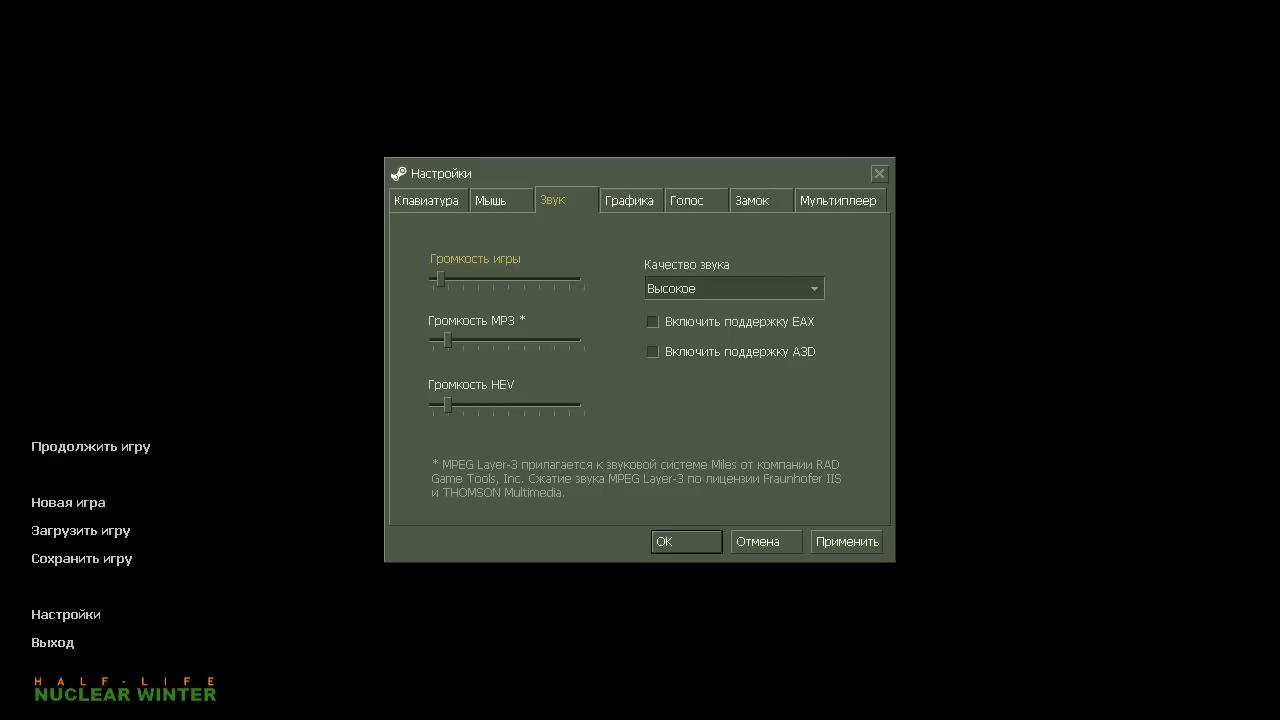 Настройки
Клавиатура Мышь Звук Графика Голос Замок Мультиплеер
Громкость игры
Качество звука
Высокое
Громкость MP3 *
Включить поддержку EAX
Включить поддержку A3D
Громкость HEV
* MPEG Layer-3 прилагается к звуковой системе Miles от компании RAD
Game Tools, Inc. Сжатие звука MPEG Layer-3 по лицензии Fraunhofer IIS
и THOMSON Multimedia.
OK Отмена Применить
Продолжить игру
Новая игра
Загрузить игру
Сохранить игру
Настройки
Выход
HALF-LIFE
NUCLEAR WINTER